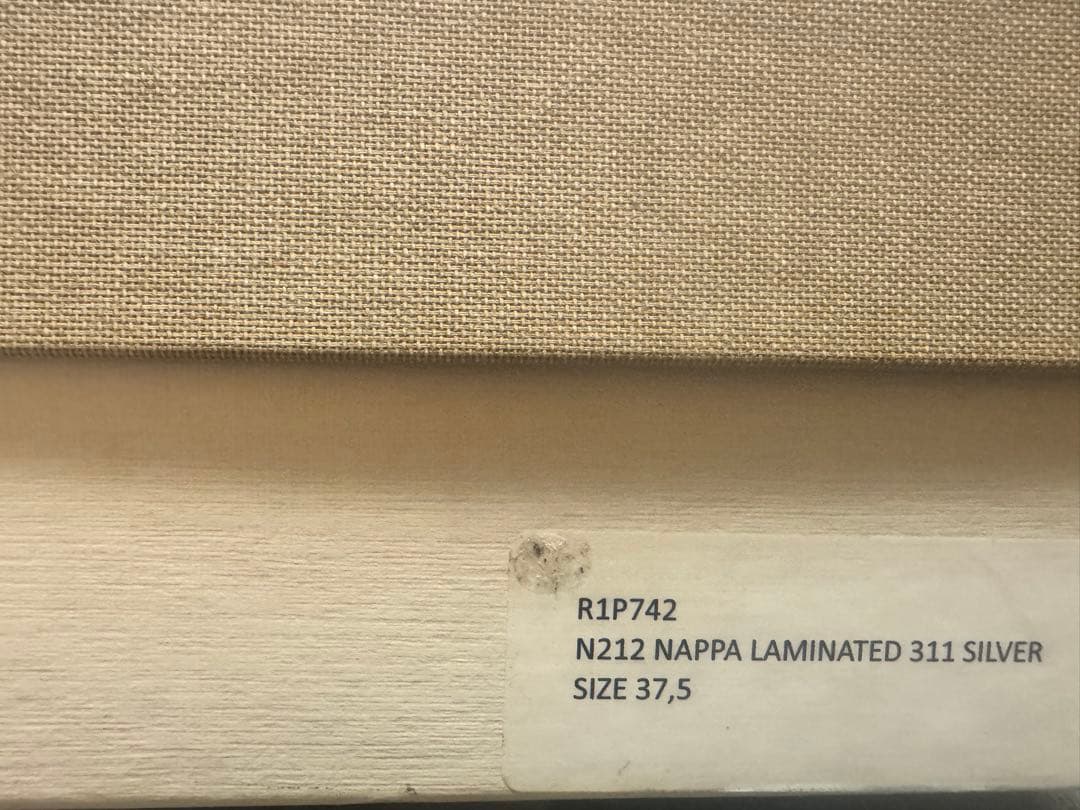 R1P742
N212 NAPPA LAMINATED 311 SILVER
SIZE 37,5